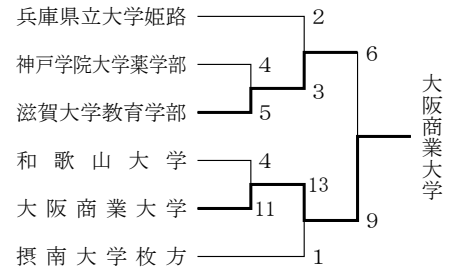 兵庫県立大学姫路 2
6
神戸学院大学薬学部 4
3
滋賀大学教育学部 5
大阪商業大学
和歌山大学 4
13
大阪商業大学 11
9
摂南大学枚方 1